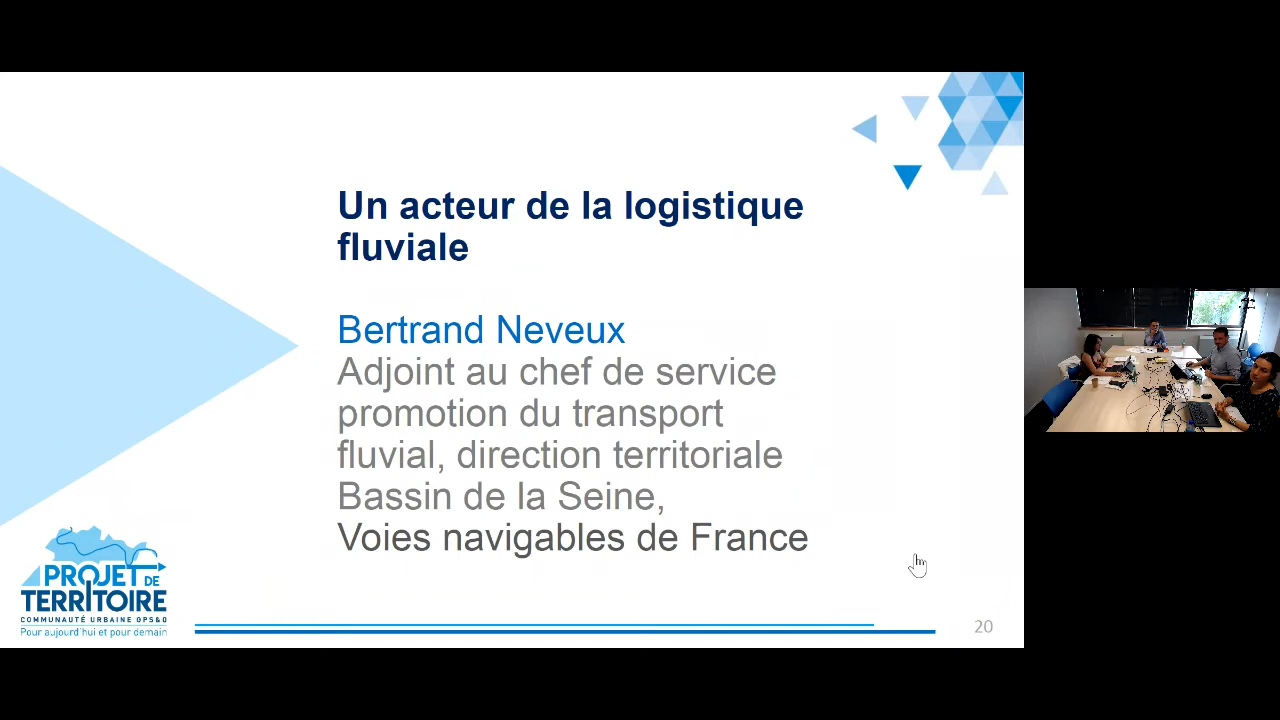 Un acteur de la logistique
fluviale
Bertrand Neveux
Adjoint au chef de service
promotion du transport
fluvial, direction territoriale
Bassin de la Seine,
Voies navigables de France
PROJET DE
TERRITOIRE
COMMUNAUTÉ URBAINE GPS&O
Pour aujourd'hui et pour demain
20